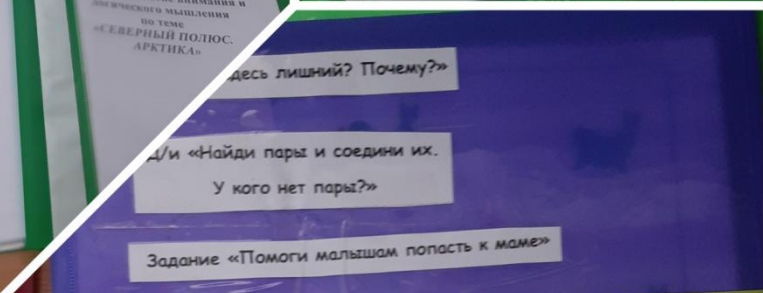 внимания и
логического мышления
по теме
«СЕВЕРНЫЙ ПОЛЮС.
АРКТИКА»
десь лишний? Почему?»
Д/и «Найди пары и соедини их.
У кого нет пары?»
Задание «Помоги малышам попасть к маме»